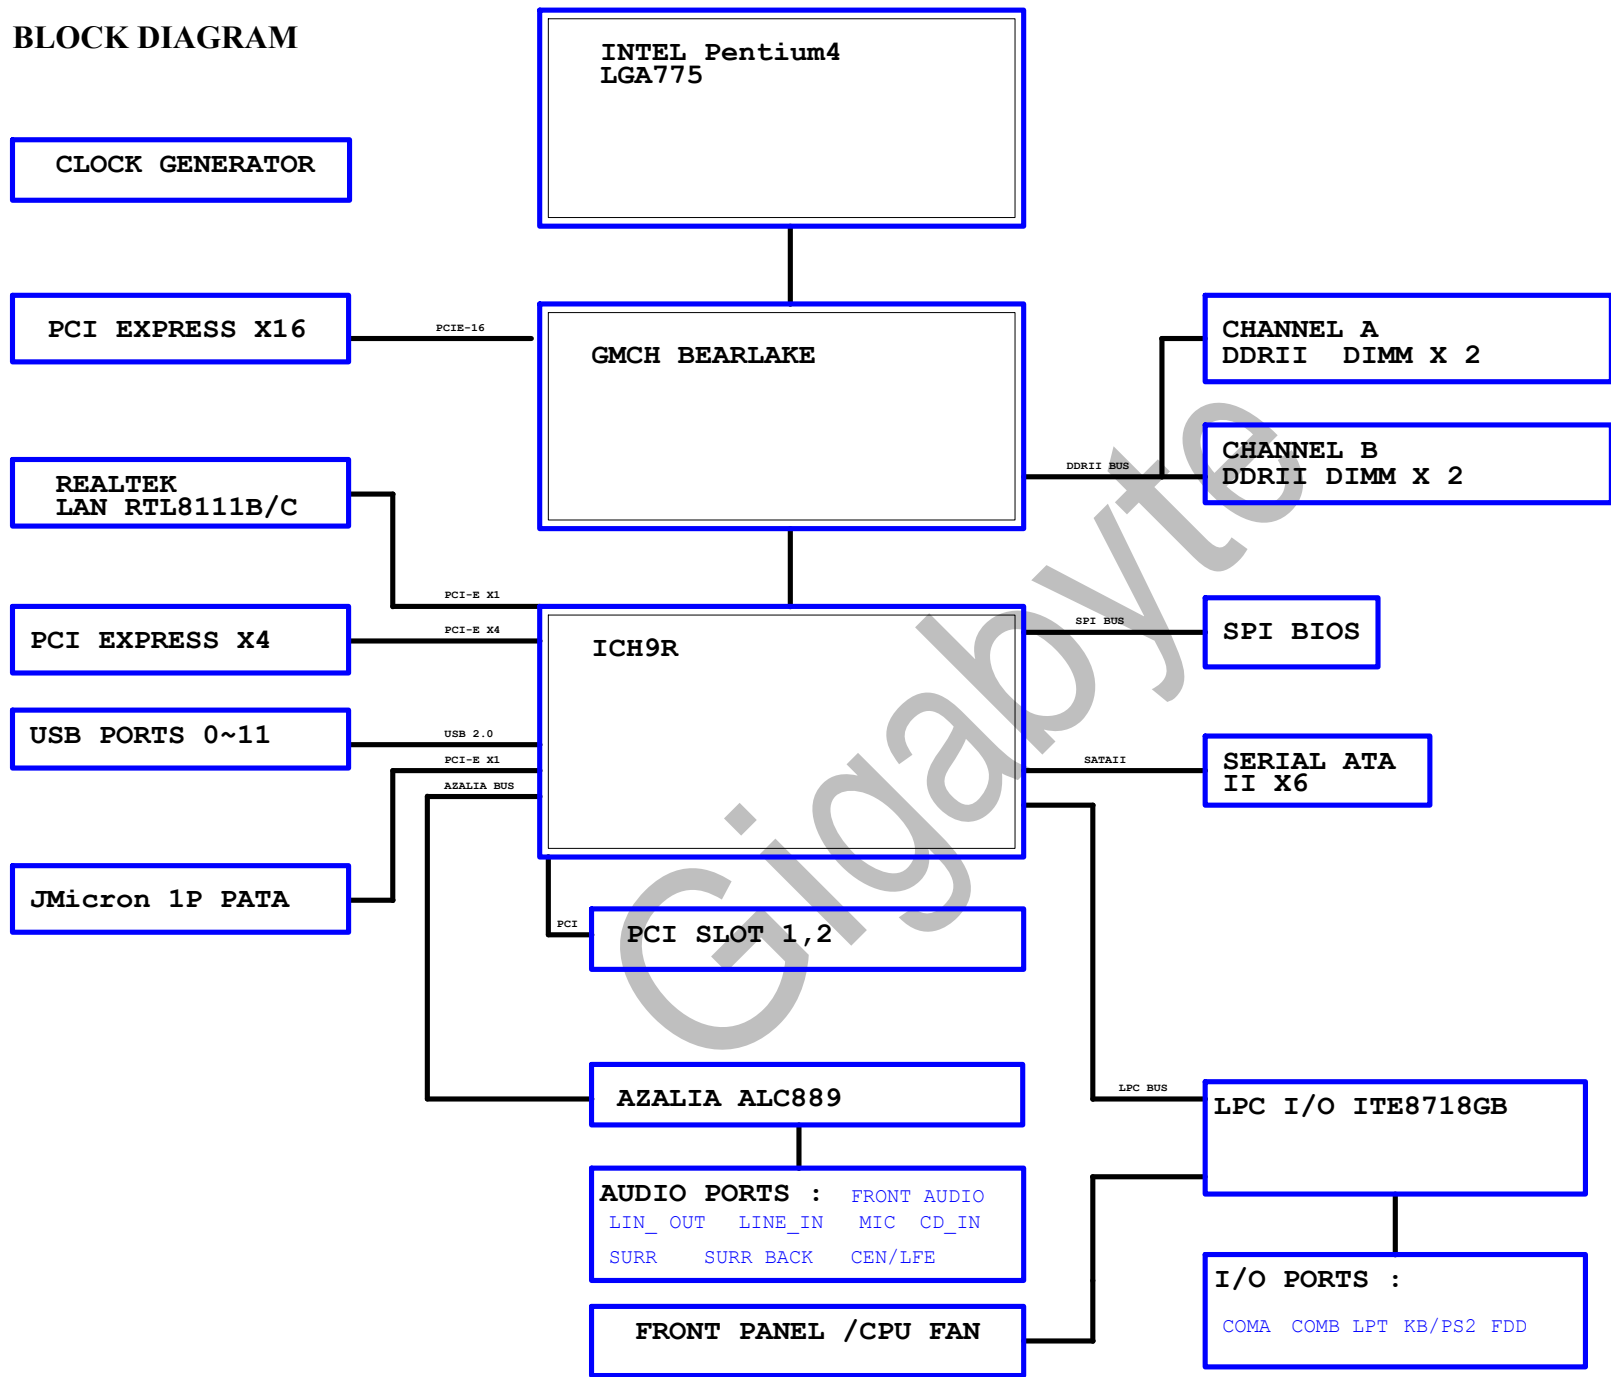 BLOCK DIAGRAM
INTEL Pentium4
LGA775
CLOCK GENERATOR
PCI EXPRESS X16
PCIE-16
GMCH BEARLAKE
CHANNEL A
DDRII DIMM X 2
DDRII BUS
CHANNEL B
DDRII DIMM X 2
REALTEK
LAN RTL8111B/C
PCI-E X1
PCI EXPRESS X4
PCI-E X4
ICH9R
SPI BUS
SPI BIOS
USB PORTS 0~11
USB 2.0
PCI-E X1
AZALIA BUS
SATAII
SERIAL ATA
II X6
JMicron 1P PATA
PCI
PCI SLOT 1,2
AZALIA ALC889
LPC BUS
LPC I/O ITE8718GB
AUDIO PORTS : FRONT AUDIO
LIN_ OUT LINE_IN MIC CD_IN
SURR SURR BACK CEN/LFE
I/O PORTS :
COMA COMB LPT KB/PS2 FDD
FRONT PANEL /CPU FAN
Gigabyte